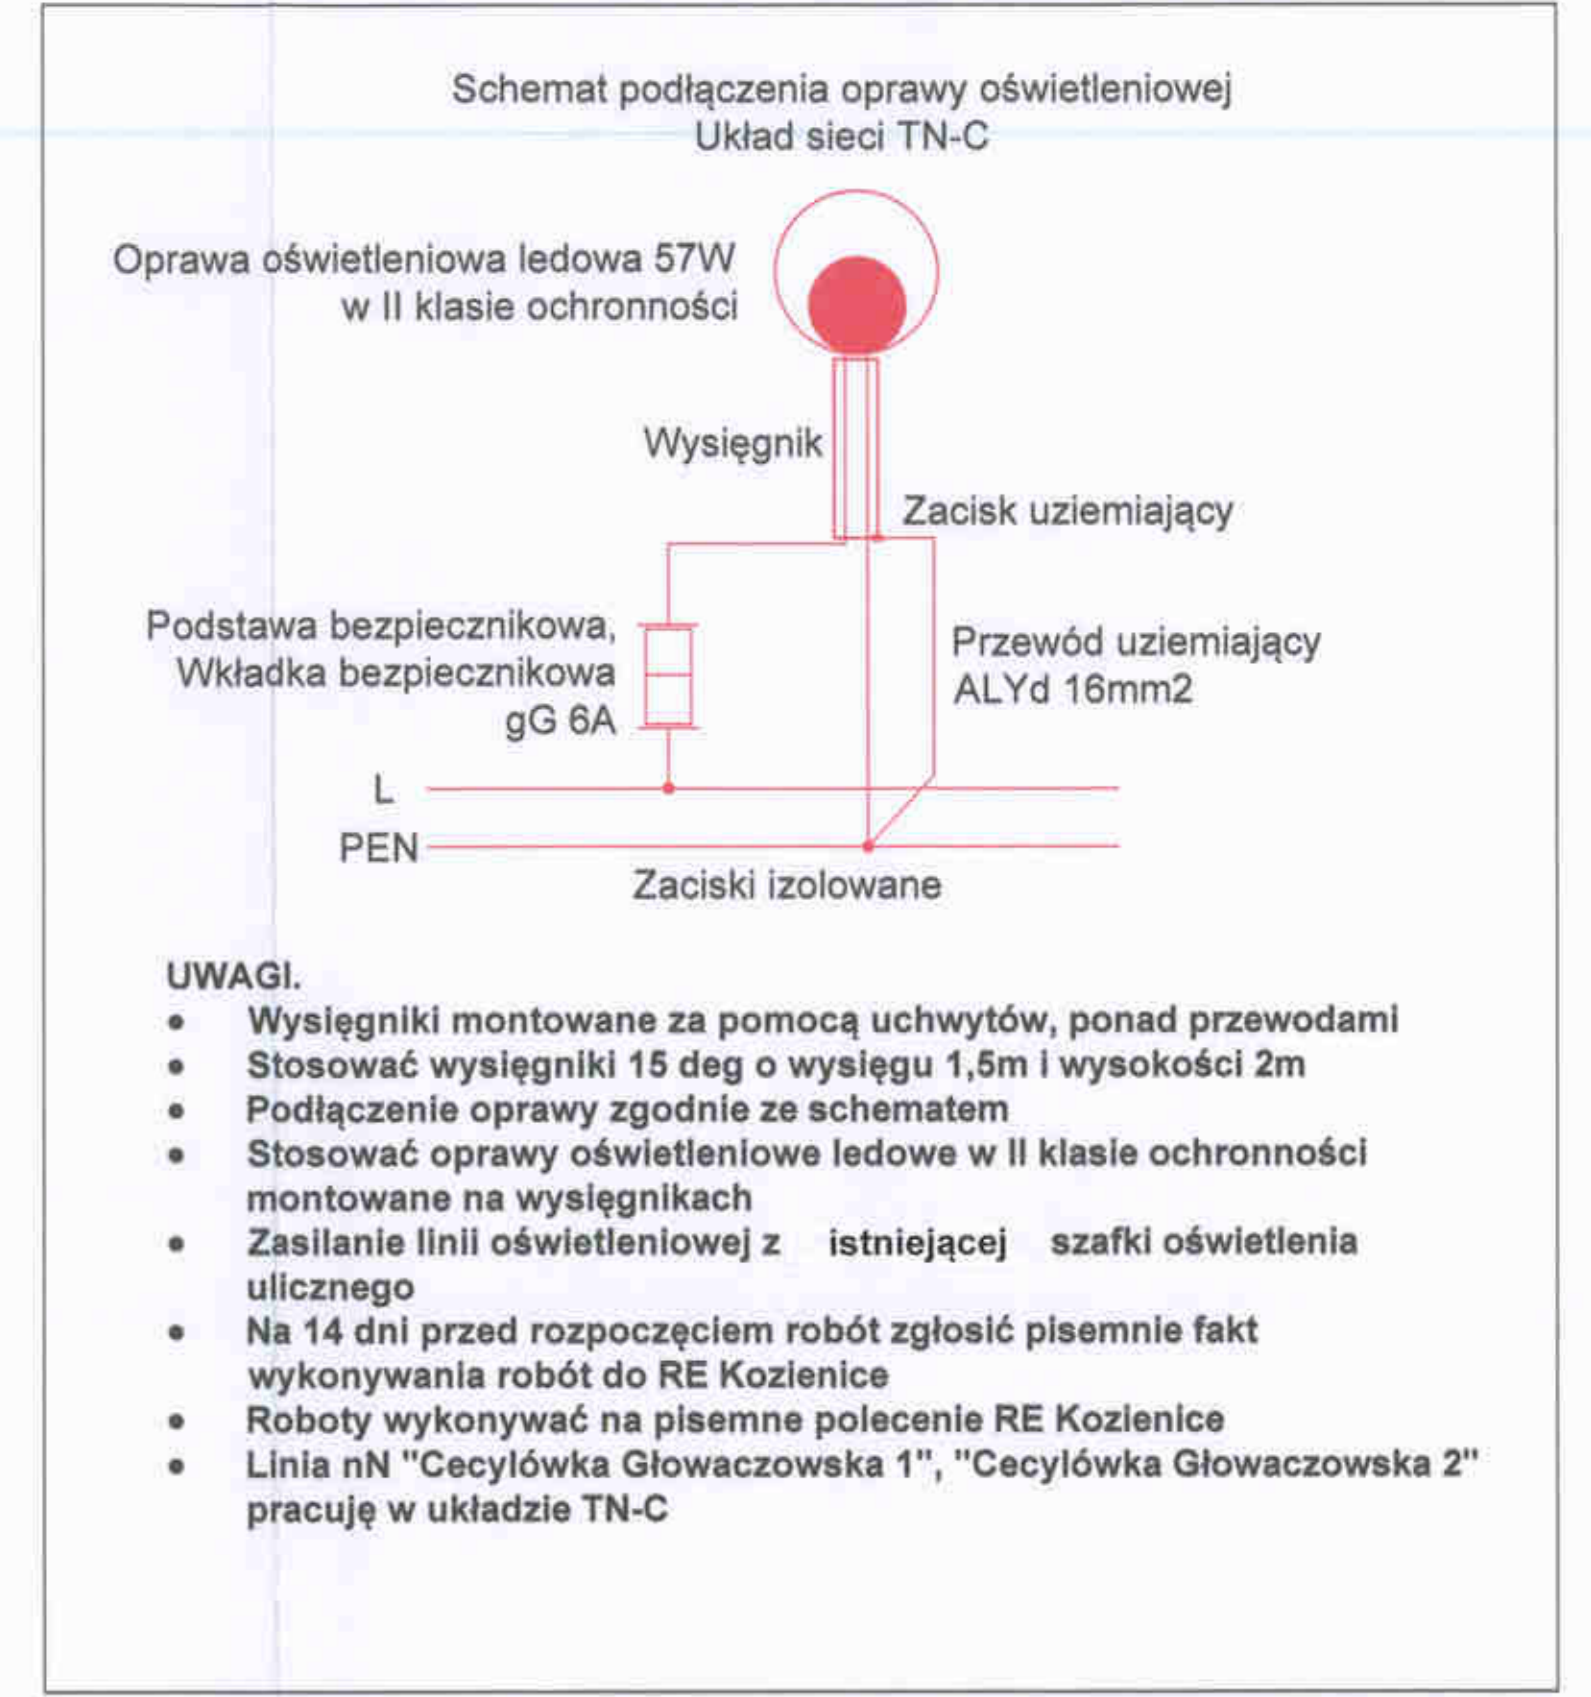 Schemat podłączenia oprawy oświetleniowej
Układ sieci TN-C
Oprawa oświetleniowa ledowa 57W
w II klasie ochronności
Wysięgnik
Zacisk uziemiający
Podstawa bezpiecznikowa,
Wkładka bezpiecznikowa
gG 6A
Przewód uziemiający
ALYd 16mm2
L
PEN
Zaciski izolowane
UWAGI.
• Wysięgniki montowane za pomocą uchwytów, ponad przewodami
• Stosować wysięgniki 15 deg o wysięgu 1,5m i wysokości 2m
• Podłączenie oprawy zgodnie ze schematem
• Stosować oprawy oświetleniowe ledowe w II klasie ochronności
montowane na wysięgnikach
• Zasilanie linii oświetleniowej z istniejącej szafki oświetlenia
ulicznego
• Na 14 dni przed rozpoczęciem robót zgłosić pisemnie fakt
wykonywania robót do RE Kozienice
• Roboty wykonywać na pisemne polecenie RE Kozienice
• Linia nN "Cecylówka Głowaczowska 1", "Cecylówka Głowaczowska 2"
pracuję w układzie TN-C